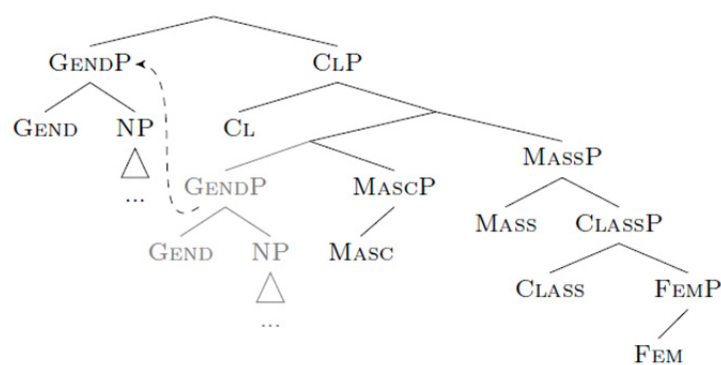 GENDP CLP
GEND NP CL
MASSP
... GENDP MASCP
MASS CLASSP
GEND NP MASC
CLASS FEMP
...
FEM